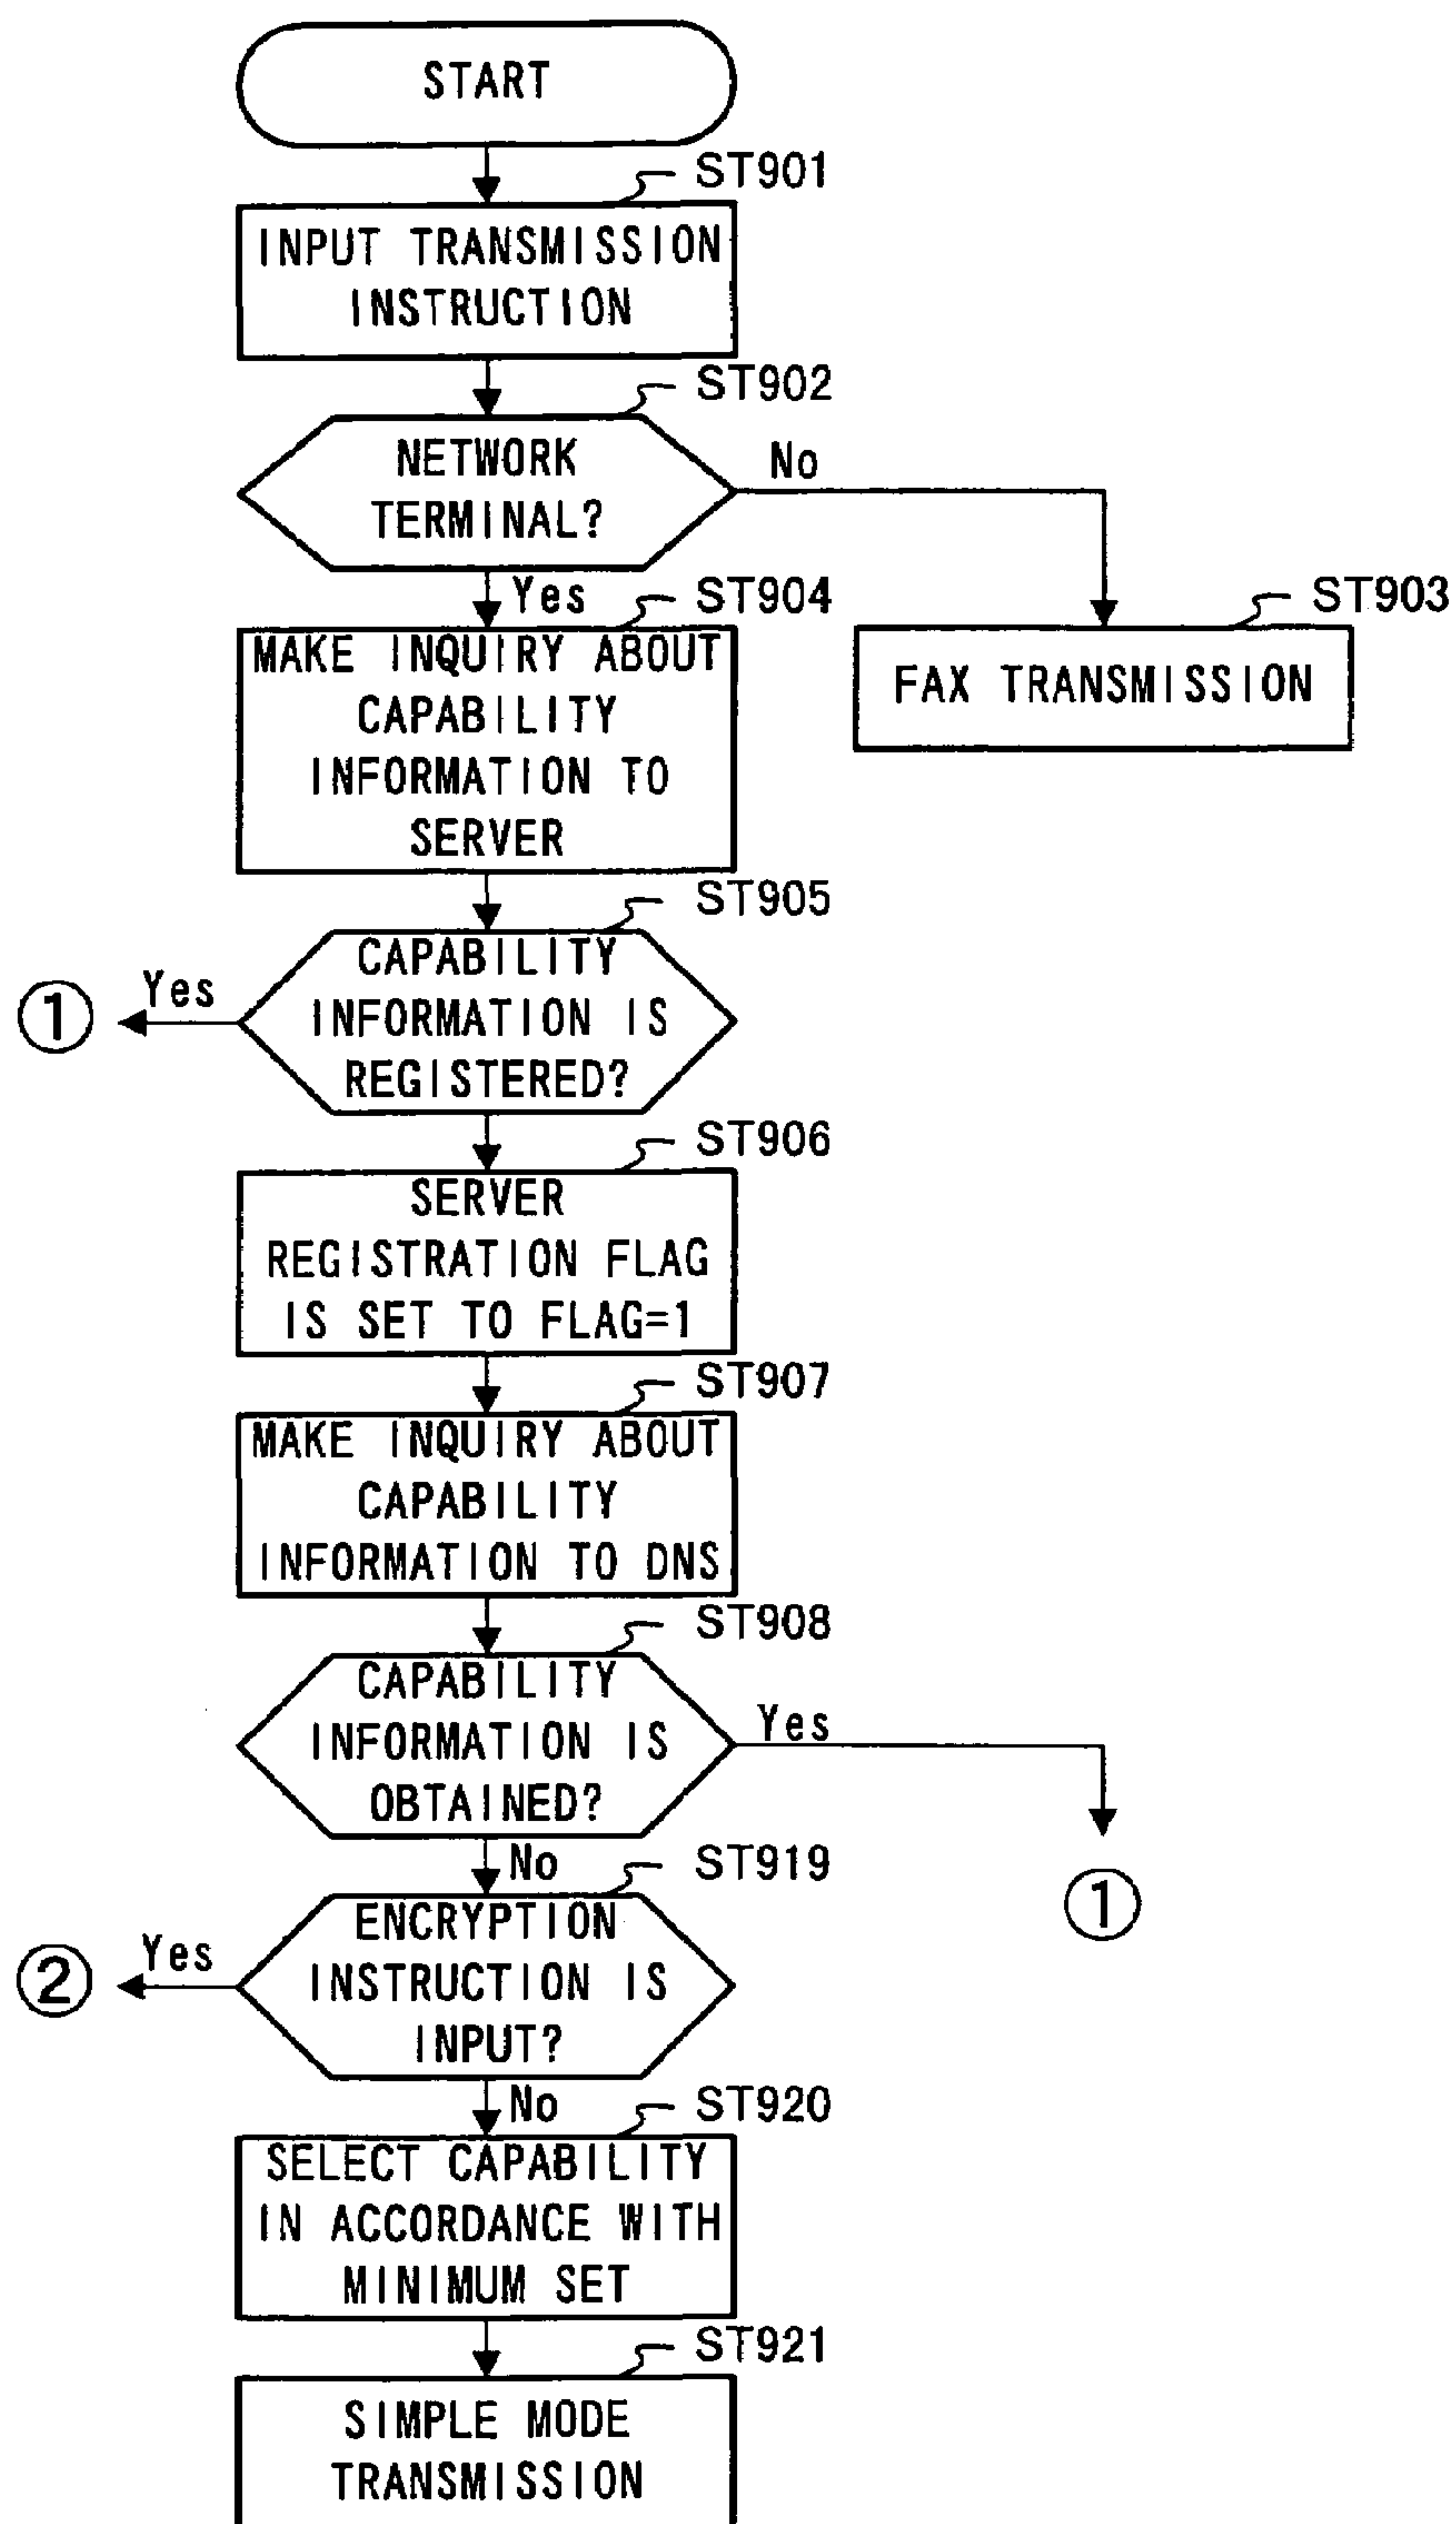 START
ST901
INPUT TRANSMISSION
INSTRUCTION
ST902
NETWORK
TERMINAL?
No
Yes
ST904
ST903
MAKE INQUIRY ABOUT
CAPABILITY
INFORMATION TO
SERVER
FAX TRANSMISSION
ST905
CAPABILITY
INFORMATION IS
REGISTERED?
Yes
①
ST906
SERVER
REGISTRATION FLAG
IS SET TO FLAG=1
ST907
MAKE INQUIRY ABOUT
CAPABILITY
INFORMATION TO DNS
ST908
CAPABILITY
INFORMATION IS
OBTAINED?
Yes
①
No
ST919
ENCRYPTION
INSTRUCTION IS
INPUT?
Yes
②
No
ST920
SELECT CAPABILITY
IN ACCORDANCE WITH
MINIMUM SET
ST921
SIMPLE MODE
TRANSMISSION